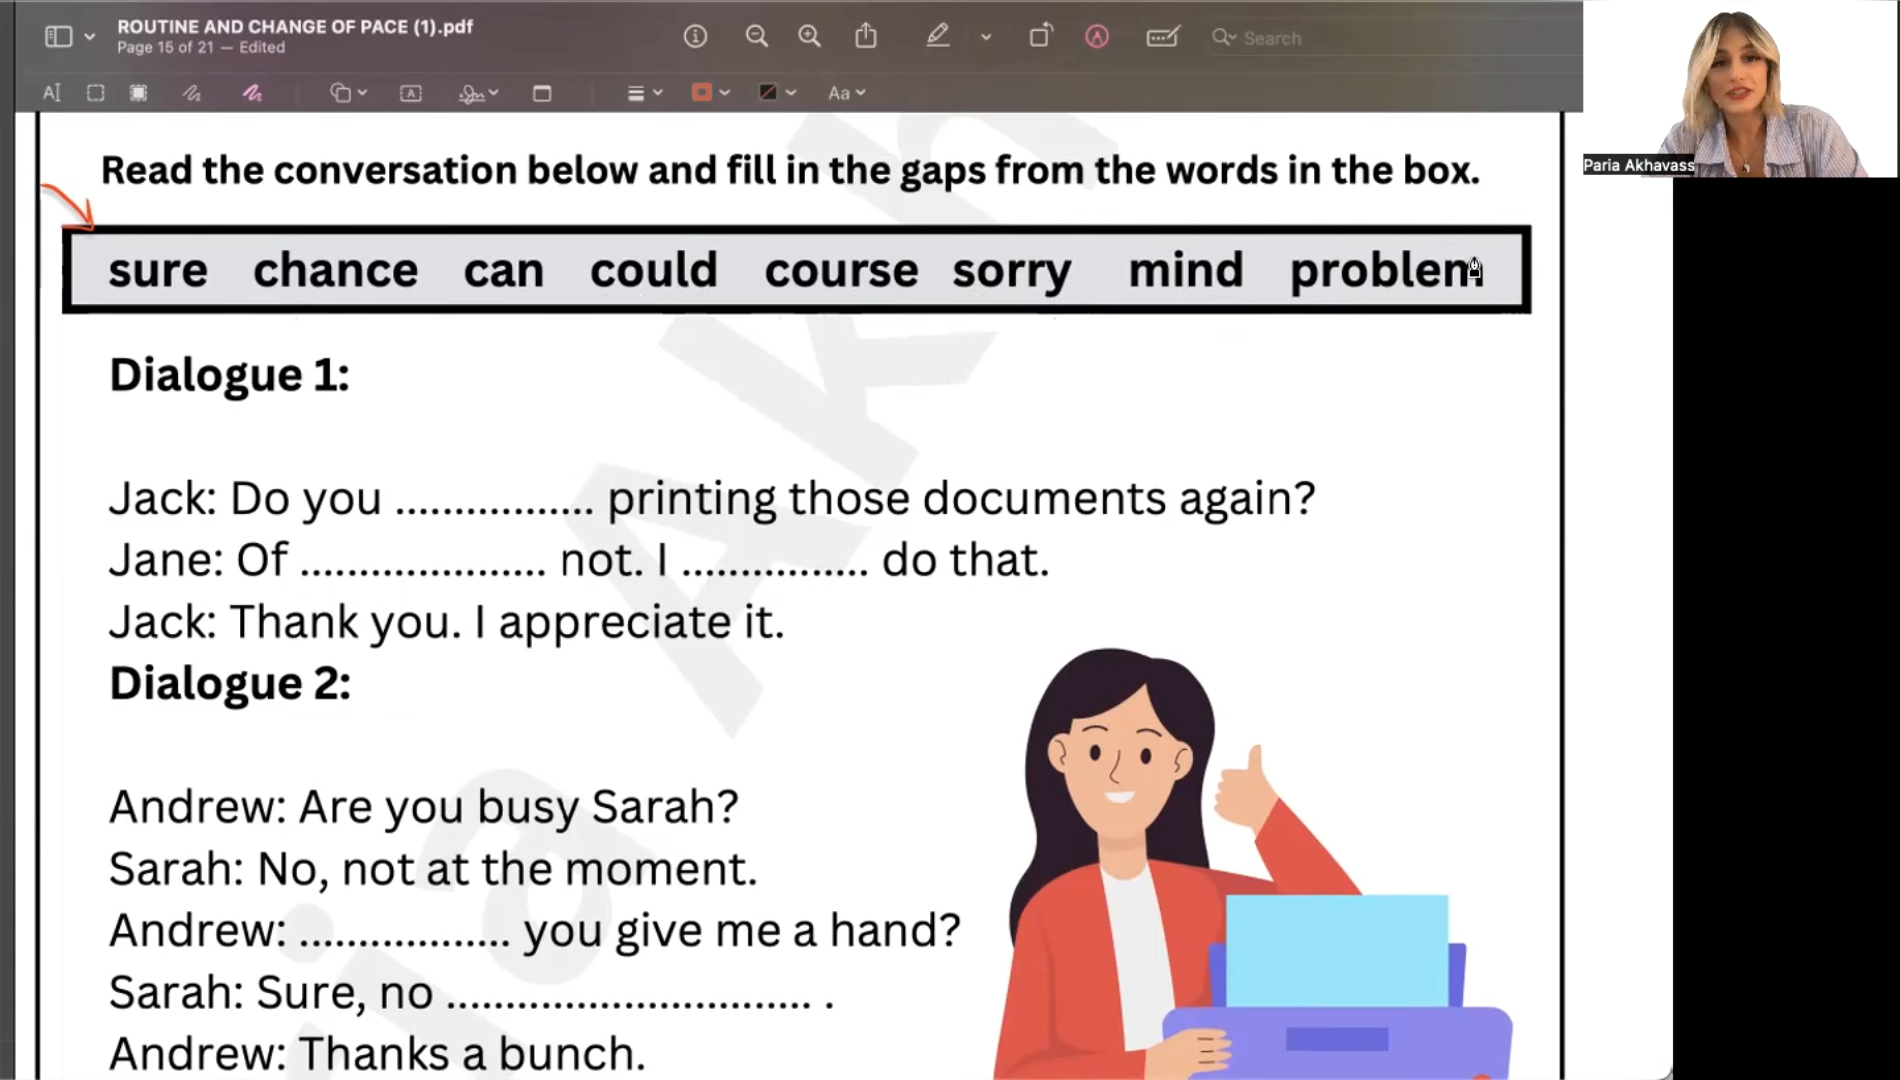 ROUTINE AND CHANGE OF PACE (1).pdf
Page 15 of 21 — Edited
Search
Aa
Paria Akhavass
Read the conversation below and fill in the gaps from the words in the box.
sure chance can could course sorry mind problem
Dialogue 1:
Jack: Do you ................. printing those documents again?
Jane: Of ..................... not. I ................ do that.
Jack: Thank you. I appreciate it.
Dialogue 2:
Andrew: Are you busy Sarah?
Sarah: No, not at the moment.
Andrew: .................. you give me a hand?
Sarah: Sure, no ............................... .
Andrew: Thanks a bunch.